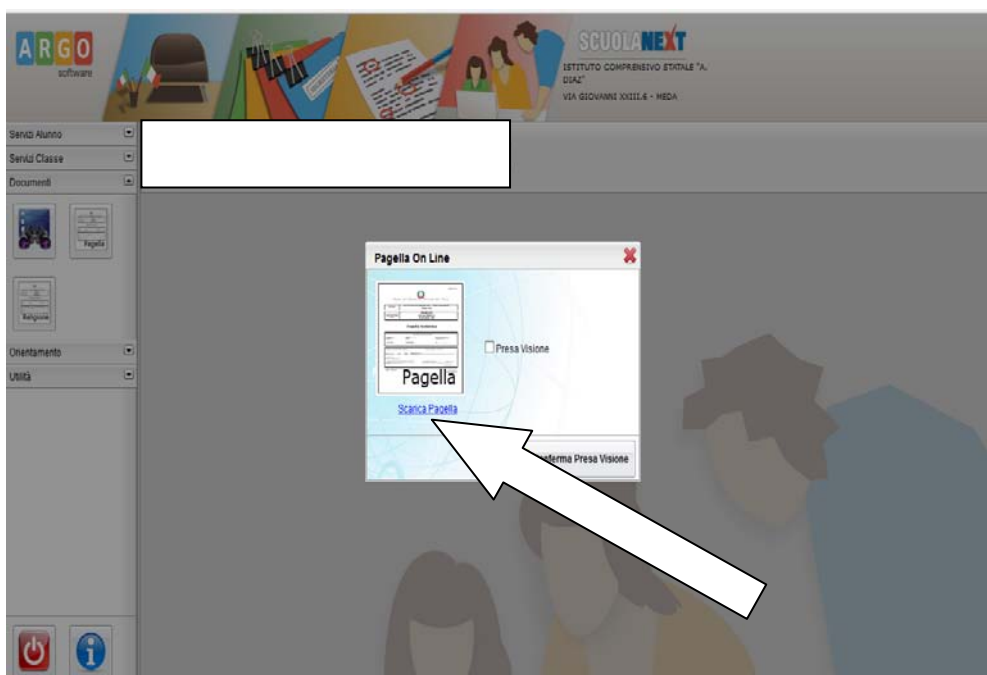 ARGO
software
SCUOLANEXT
ISTITUTO COMPRENSIVO STATALE "A.
DIAZ"
VIA GIOVANNI XXIII.6 - MEDA
Servizi Alunno
Servizi Classe
Documenti
Pagella
Religione
Orientamento
Utilità
Pagella On Line
Pagella
Presa Visione
Scarica Pagella
nferma Presa Visione